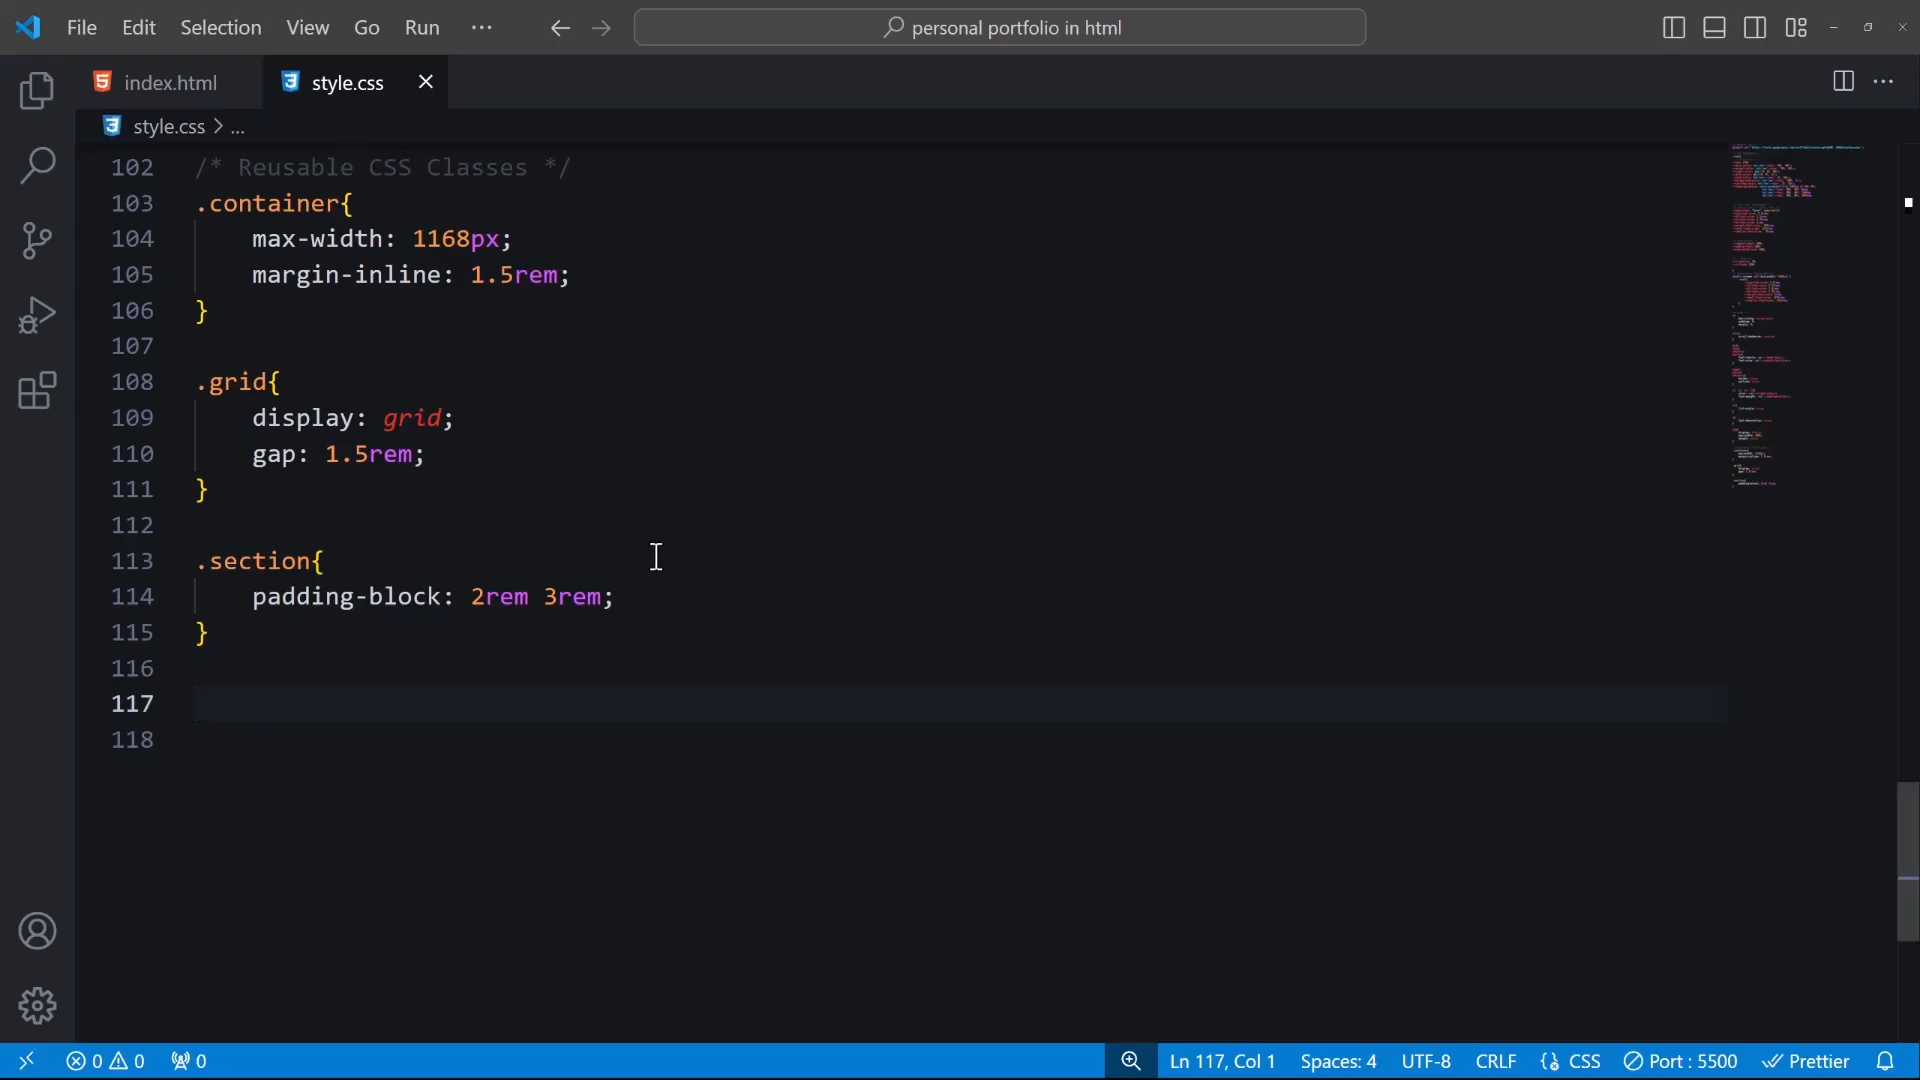 File Edit Selection View Go Run ··· personal portfolio in html
index.html style.css
style.css > ...
102 /* Reusable CSS Classes */
103 .container{
104 max-width: 1168px;
105 margin-inline: 1.5rem;
106 }
107
108 .grid{
109 display: grid;
110 gap: 1.5rem;
111 }
112
113 .section{
114 padding-block: 2rem 3rem;
115 }
116
117
118
0 0 0 Ln 117, Col 1 Spaces: 4 UTF-8 CRLF {} CSS Port : 5500 Prettier